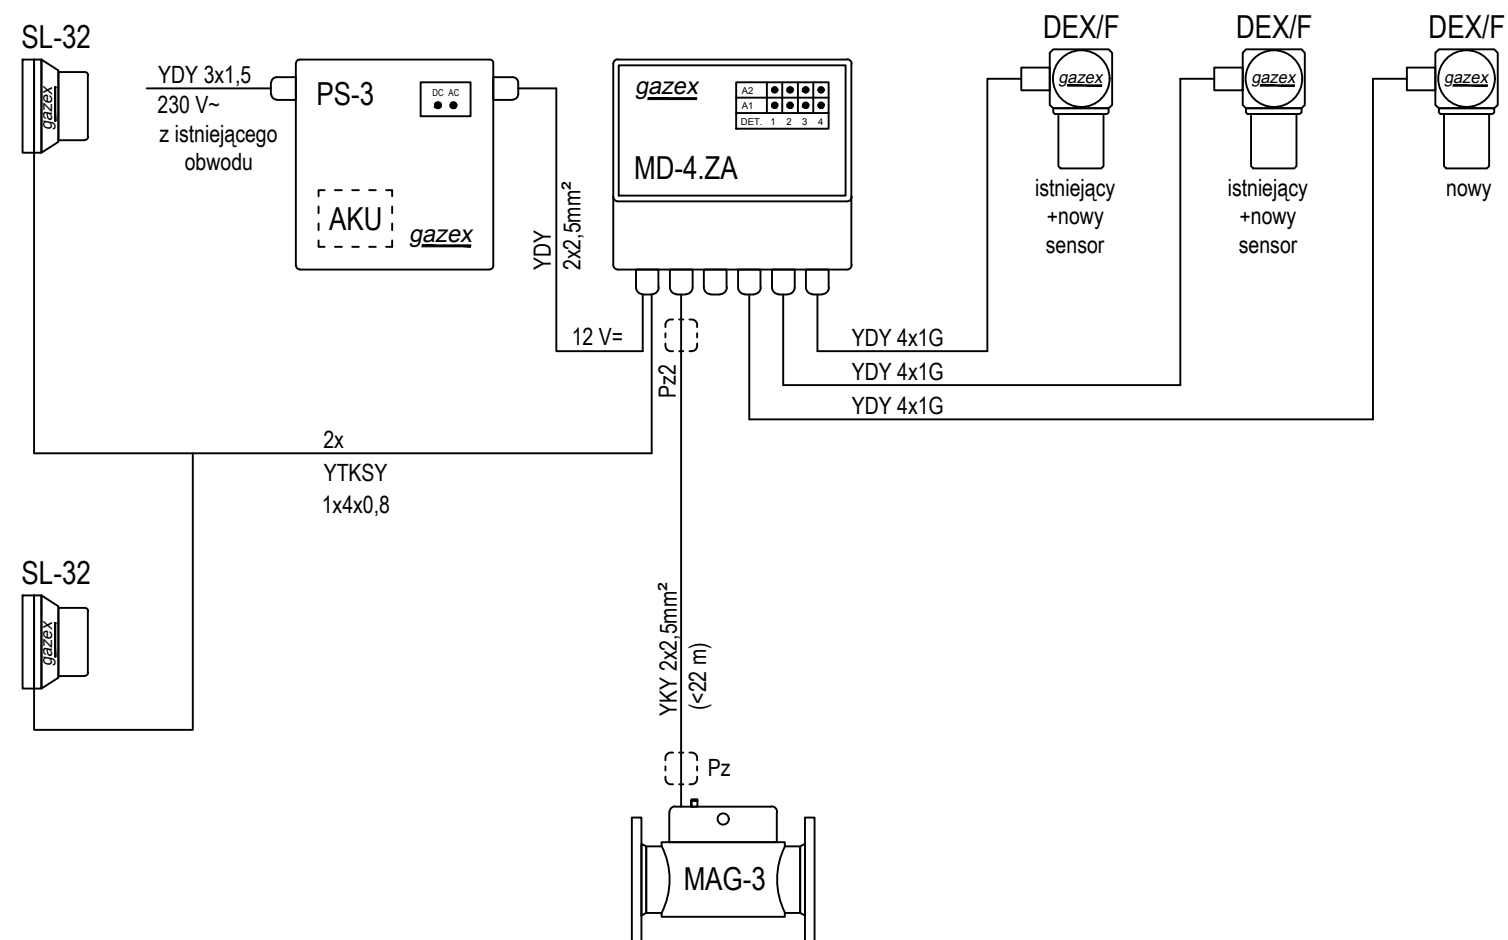 SL-32
gazex
YDY 3x1,5
230 V~
z istniejącego
obwodu
PS-3
DC AC
AKU
gazex
YDY
2x2,5mm²
gazex
A2
A1
DET. 1 2 3 4
MD-4.ZA
DEX/F
gazex
istniejący
+nowy
sensor
DEX/F
gazex
istniejący
+nowy
sensor
DEX/F
gazex
nowy
12 V=
Pz2
YDY 4x1G
YDY 4x1G
YDY 4x1G
2x
YTKSY
1x4x0,8
SL-32
gazex
YKY 2x2,5mm²
(<22 m)
Pz
MAG-3